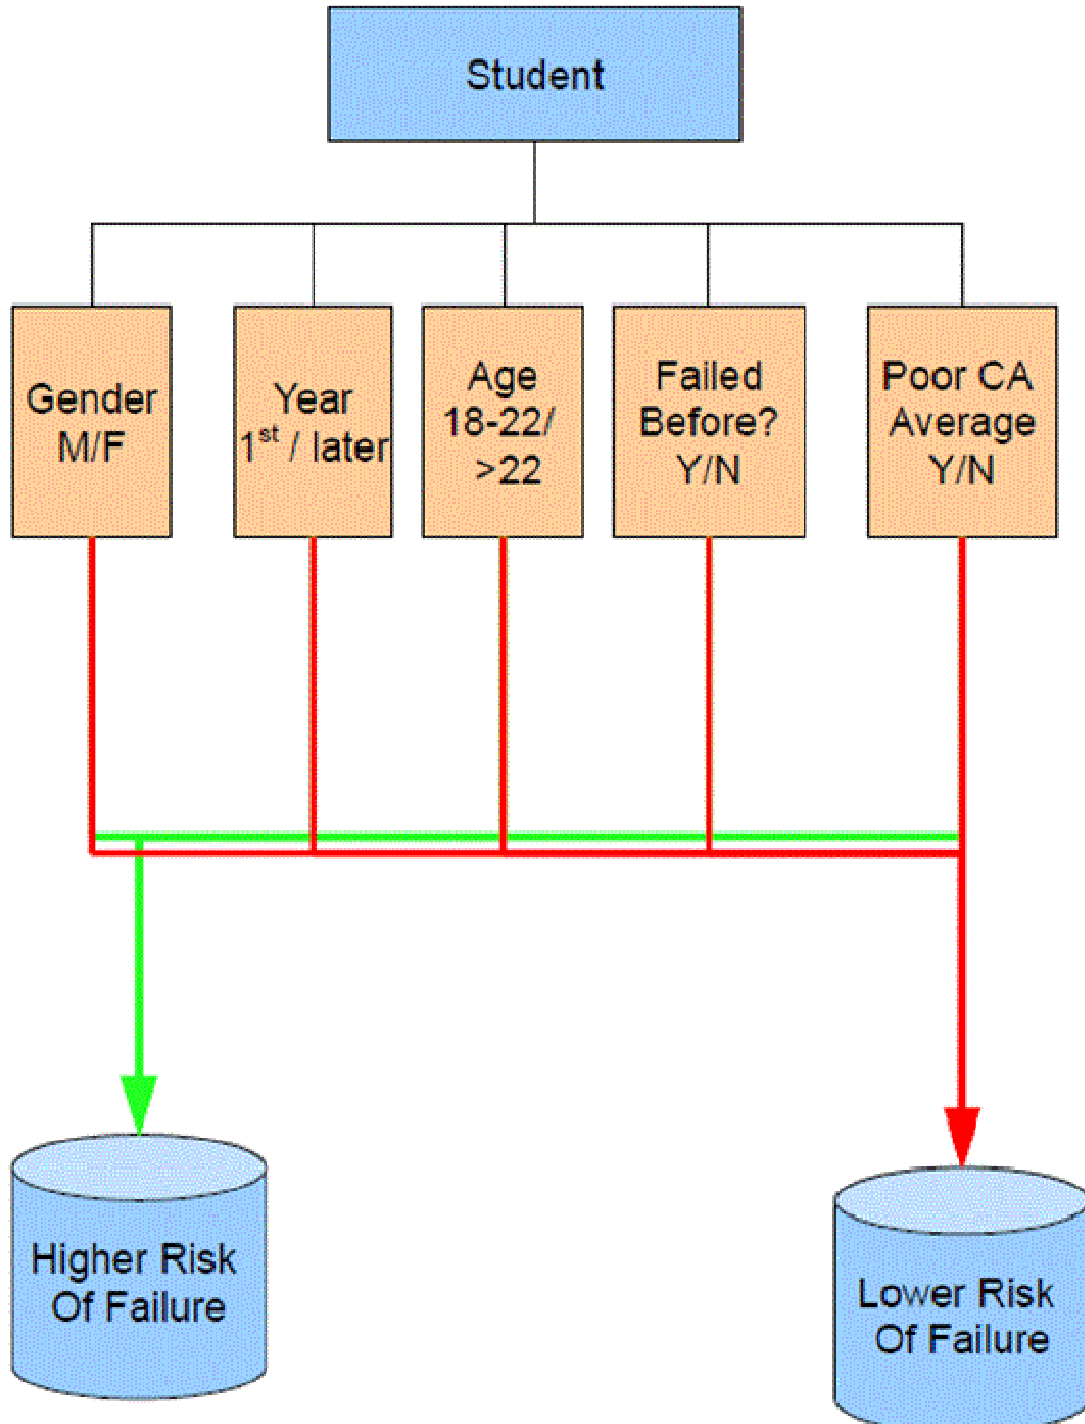 Student
Gender
M/F
Year
1st / later
Age
18-22/
>22
Failed
Before?
Y/N
Poor CA
Average
Y/N
Higher Risk
Of Failure
Lower Risk
Of Failure